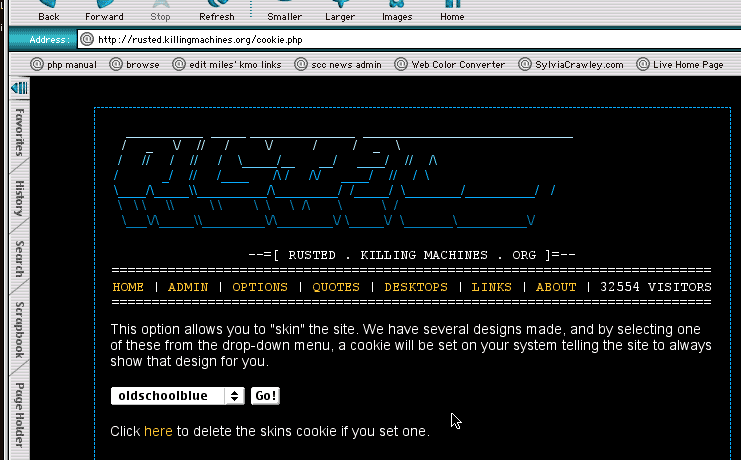 Back Forward Stop Refresh Smaller Larger Images Home
Address: http://rusted.killingmachines.org/cookie.php
php manual browse edit miles' kmo links scc news admin Web Color Converter SylviaCrawley.com Live Home Page
Favorites
History
Search
Scrapbook
Page Holder
--=[ RUSTED . KILLING MACHINES . ORG ]=--
HOME | ADMIN | OPTIONS | QUOTES | DESKTOPS | LINKS | ABOUT | 32554 VISITORS
This option allows you to "skin" the site. We have several designs made, and by selecting one
of these from the drop-down menu, a cookie will be set on your system telling the site to always
show that design for you.
oldschoolblue Go!
Click here to delete the skins cookie if you set one.